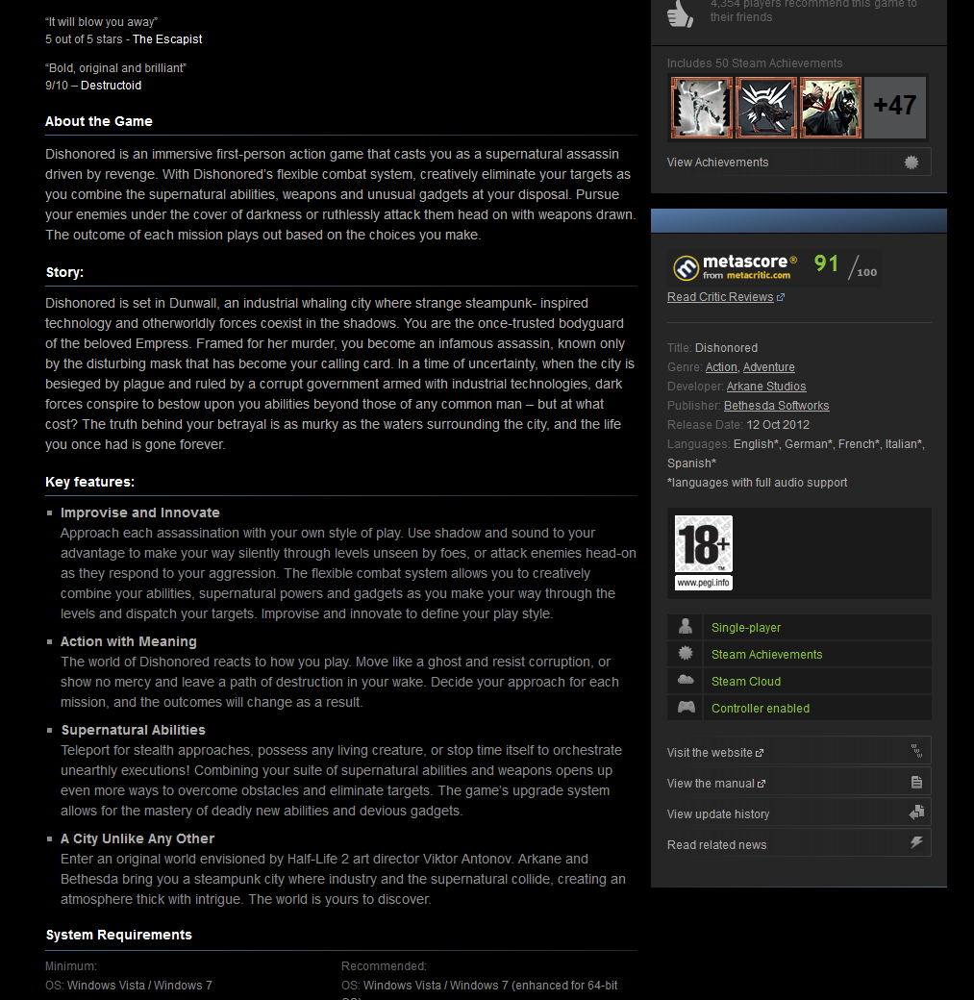 “It will blow you away”
5 out of 5 stars - The Escapist
“Bold, original and brilliant”
9/10 – Destructoid
About the Game
Dishonored is an immersive first-person action game that casts you as a supernatural assassin
driven by revenge. With Dishonored’s flexible combat system, creatively eliminate your targets as
you combine the supernatural abilities, weapons and unusual gadgets at your disposal. Pursue
your enemies under the cover of darkness or ruthlessly attack them head on with weapons drawn.
The outcome of each mission plays out based on the choices you make.
Story:
Dishonored is set in Dunwall, an industrial whaling city where strange steampunk- inspired
technology and otherworldly forces coexist in the shadows. You are the once-trusted bodyguard
of the beloved Empress. Framed for her murder, you become an infamous assassin, known only
by the disturbing mask that has become your calling card. In a time of uncertainty, when the city is
besieged by plague and ruled by a corrupt government armed with industrial technologies, dark
forces conspire to bestow upon you abilities beyond those of any common man – but at what
cost? The truth behind your betrayal is as murky as the waters surrounding the city, and the life
you once had is gone forever.
Key features:
Improvise and Innovate
Approach each assassination with your own style of play. Use shadow and sound to your
advantage to make your way silently through levels unseen by foes, or attack enemies head-on
as they respond to your aggression. The flexible combat system allows you to creatively
combine your abilities, supernatural powers and gadgets as you make your way through the
levels and dispatch your targets. Improvise and innovate to define your play style.
Action with Meaning
The world of Dishonored reacts to how you play. Move like a ghost and resist corruption, or
show no mercy and leave a path of destruction in your wake. Decide your approach for each
mission, and the outcomes will change as a result.
Supernatural Abilities
Teleport for stealth approaches, possess any living creature, or stop time itself to orchestrate
unearthly executions! Combining your suite of supernatural abilities and weapons opens up
even more ways to overcome obstacles and eliminate targets. The game’s upgrade system
allows for the mastery of deadly new abilities and devious gadgets.
A City Unlike Any Other
Enter an original world envisioned by Half-Life 2 art director Viktor Antonov. Arkane and
Bethesda bring you a steampunk city where industry and the supernatural collide, creating an
atmosphere thick with intrigue. The world is yours to discover.
System Requirements
Minimum:
OS: Windows Vista / Windows 7
Recommended:
OS: Windows Vista / Windows 7 (enhanced for 64-bit
4,354 players recommend this game to
their friends
Includes 50 Steam Achievements
+47
View Achievements
metascore®
from metacritic.com
91 /100
Read Critic Reviews
Title: Dishonored
Genre: Action, Adventure
Developer: Arkane Studios
Publisher: Bethesda Softworks
Release Date: 12 Oct 2012
Languages: English*, German*, French*, Italian*,
Spanish*
*languages with full audio support
18+
TM
www.pegi.info
Single-player
Steam Achievements
Steam Cloud
Controller enabled
Visit the website
View the manual
View update history
Read related news